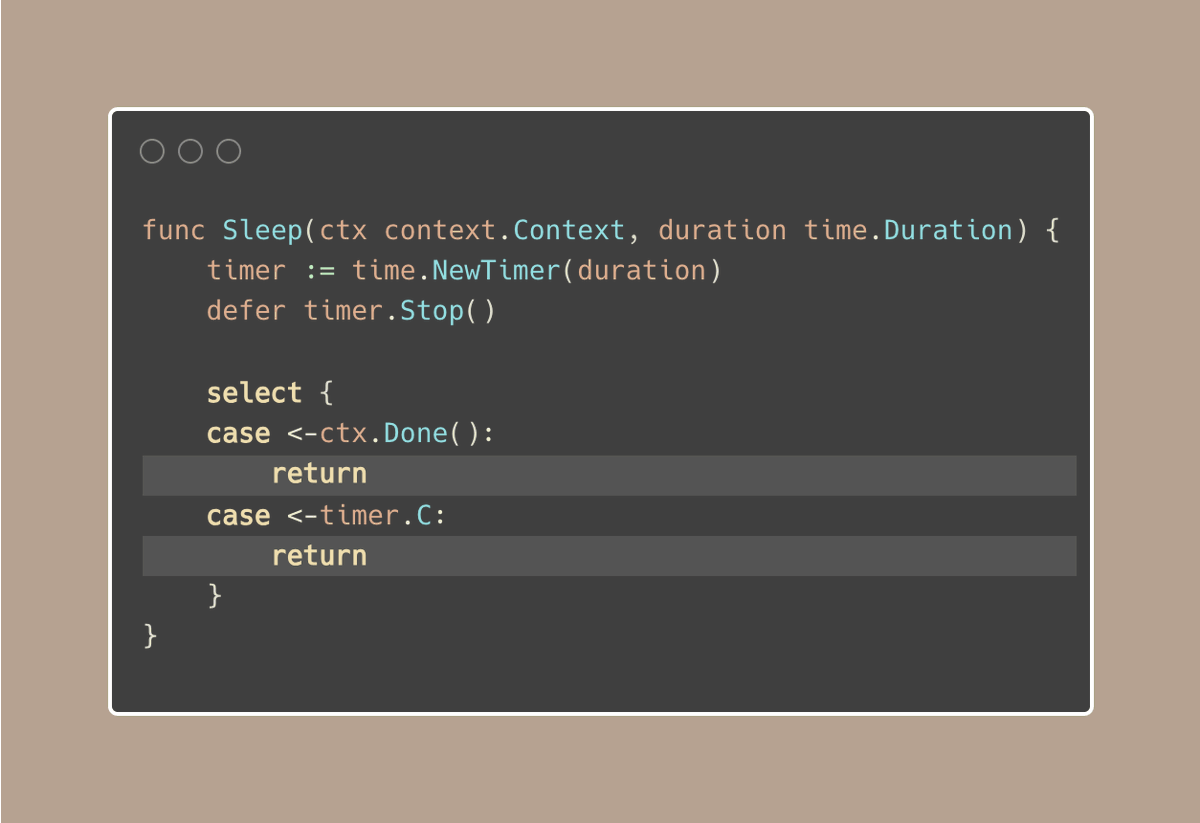 func Sleep(ctx context.Context, duration time.Duration) {
    timer := time.NewTimer(duration)
    defer timer.Stop()

    select {
    case <-ctx.Done():
        return
    case <-timer.C:
        return
    }
}